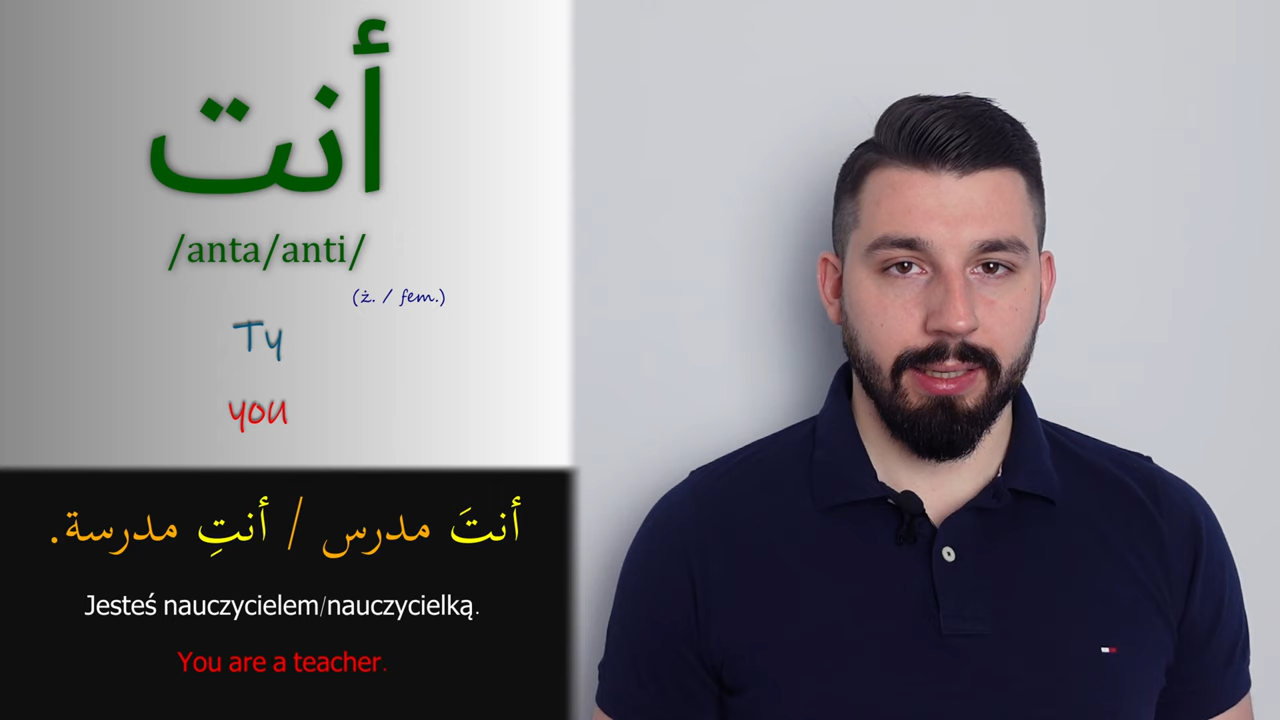 أنت
/anta/anti/
(ż. / fem.)
Ty
you
أنتَ مدرس / أنتِ مدرسة.
Jesteś nauczycielem/nauczycielką.
You are a teacher.